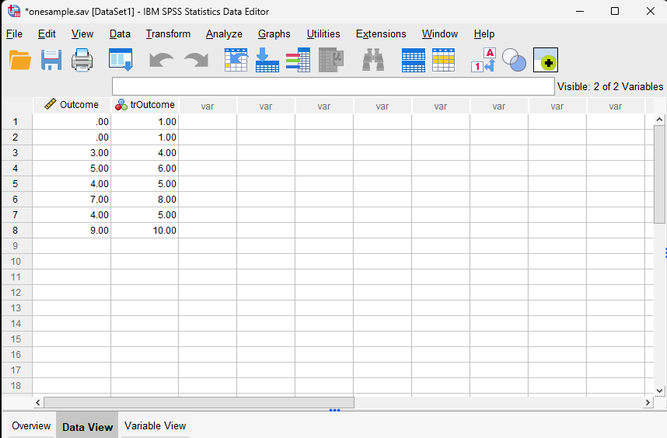 *onesample.sav [DataSet1] - IBM SPSS Statistics Data Editor
File Edit View Data Transform Analyze Graphs Utilities Extensions Window Help
1 A
Visible: 2 of 2 Variables
Outcome trOutcome var var var var var var var var
1 .00 1.00
2 .00 1.00
3 3.00 4.00
4 5.00 6.00
5 4.00 5.00
6 7.00 8.00
7 4.00 5.00
8 9.00 10.00
9
10
11
12
13
14
15
16
17
18
Overview Data View Variable View